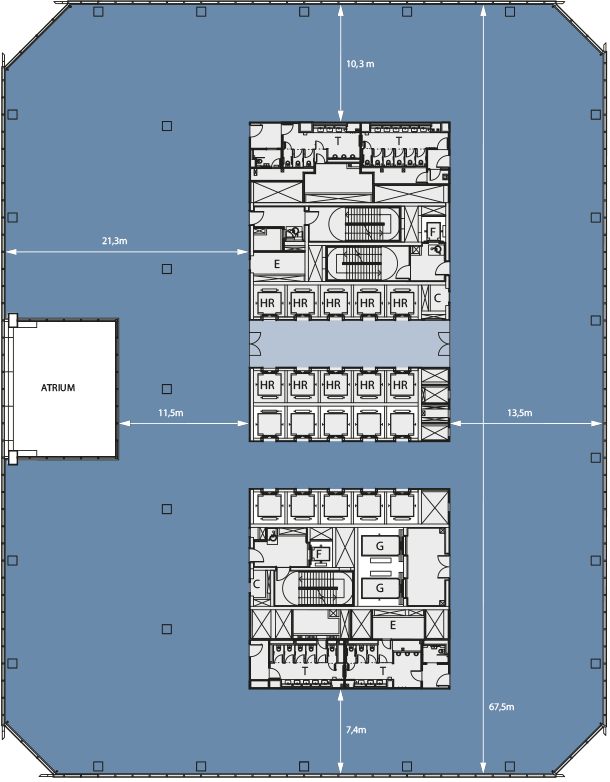 10,3 m
T T
F
21,3m
E
C
HR HR HR HR HR
ATRIUM
HR HR HR HR HR
11,5m
13,5m
F
G
C
G
E
T T
67,5m
7,4m